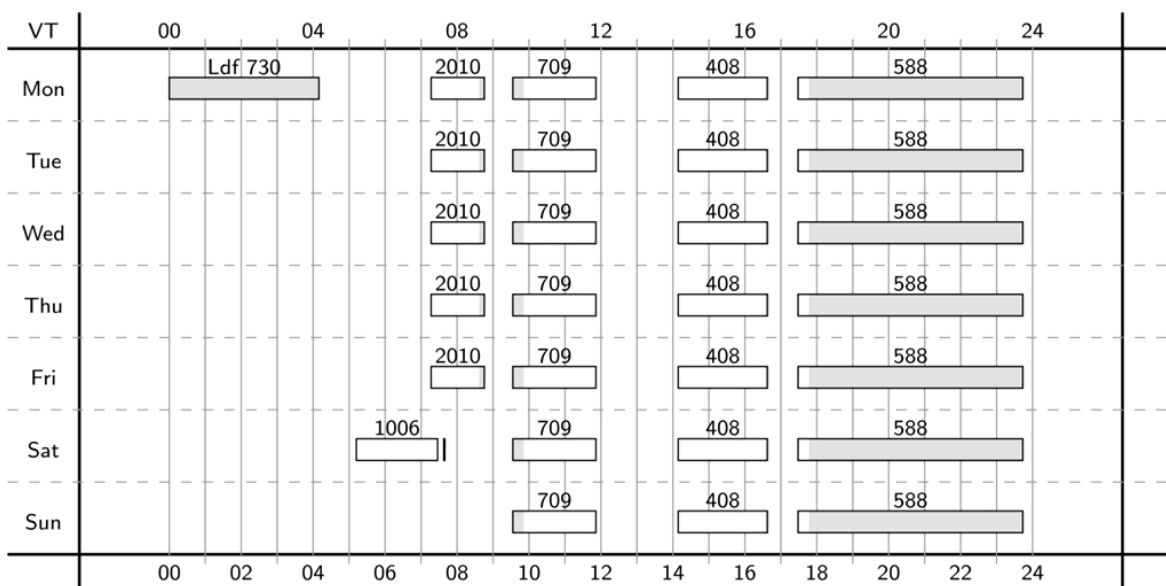 VT 00 04 08 12 16 20 24
Ldf 730 2010 709 408 588
Mon
2010 709 408 588
Tue
2010 709 408 588
Wed
2010 709 408 588
Thu
2010 709 408 588
Fri
1006 709 408 588
Sat
709 408 588
Sun
00 02 04 06 08 10 12 14 16 18 20 22 24